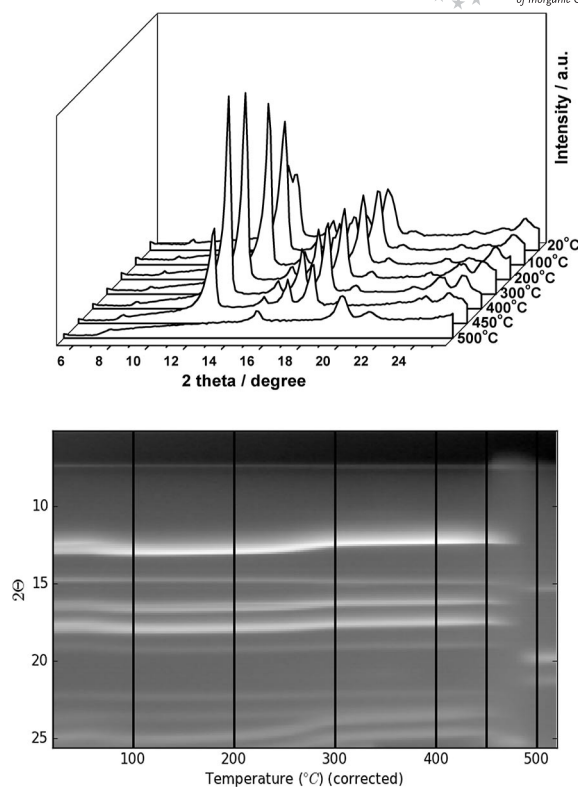 of Inorganic
Intensity / a.u.
20°C
100°C
200°C
300°C
400°C
450°C
500°C
6 8 10 12 14 16 18 20 22 24
2 theta / degree
10
15
20
25
2Θ
100 200 300 400 500
Temperature (°C) (corrected)